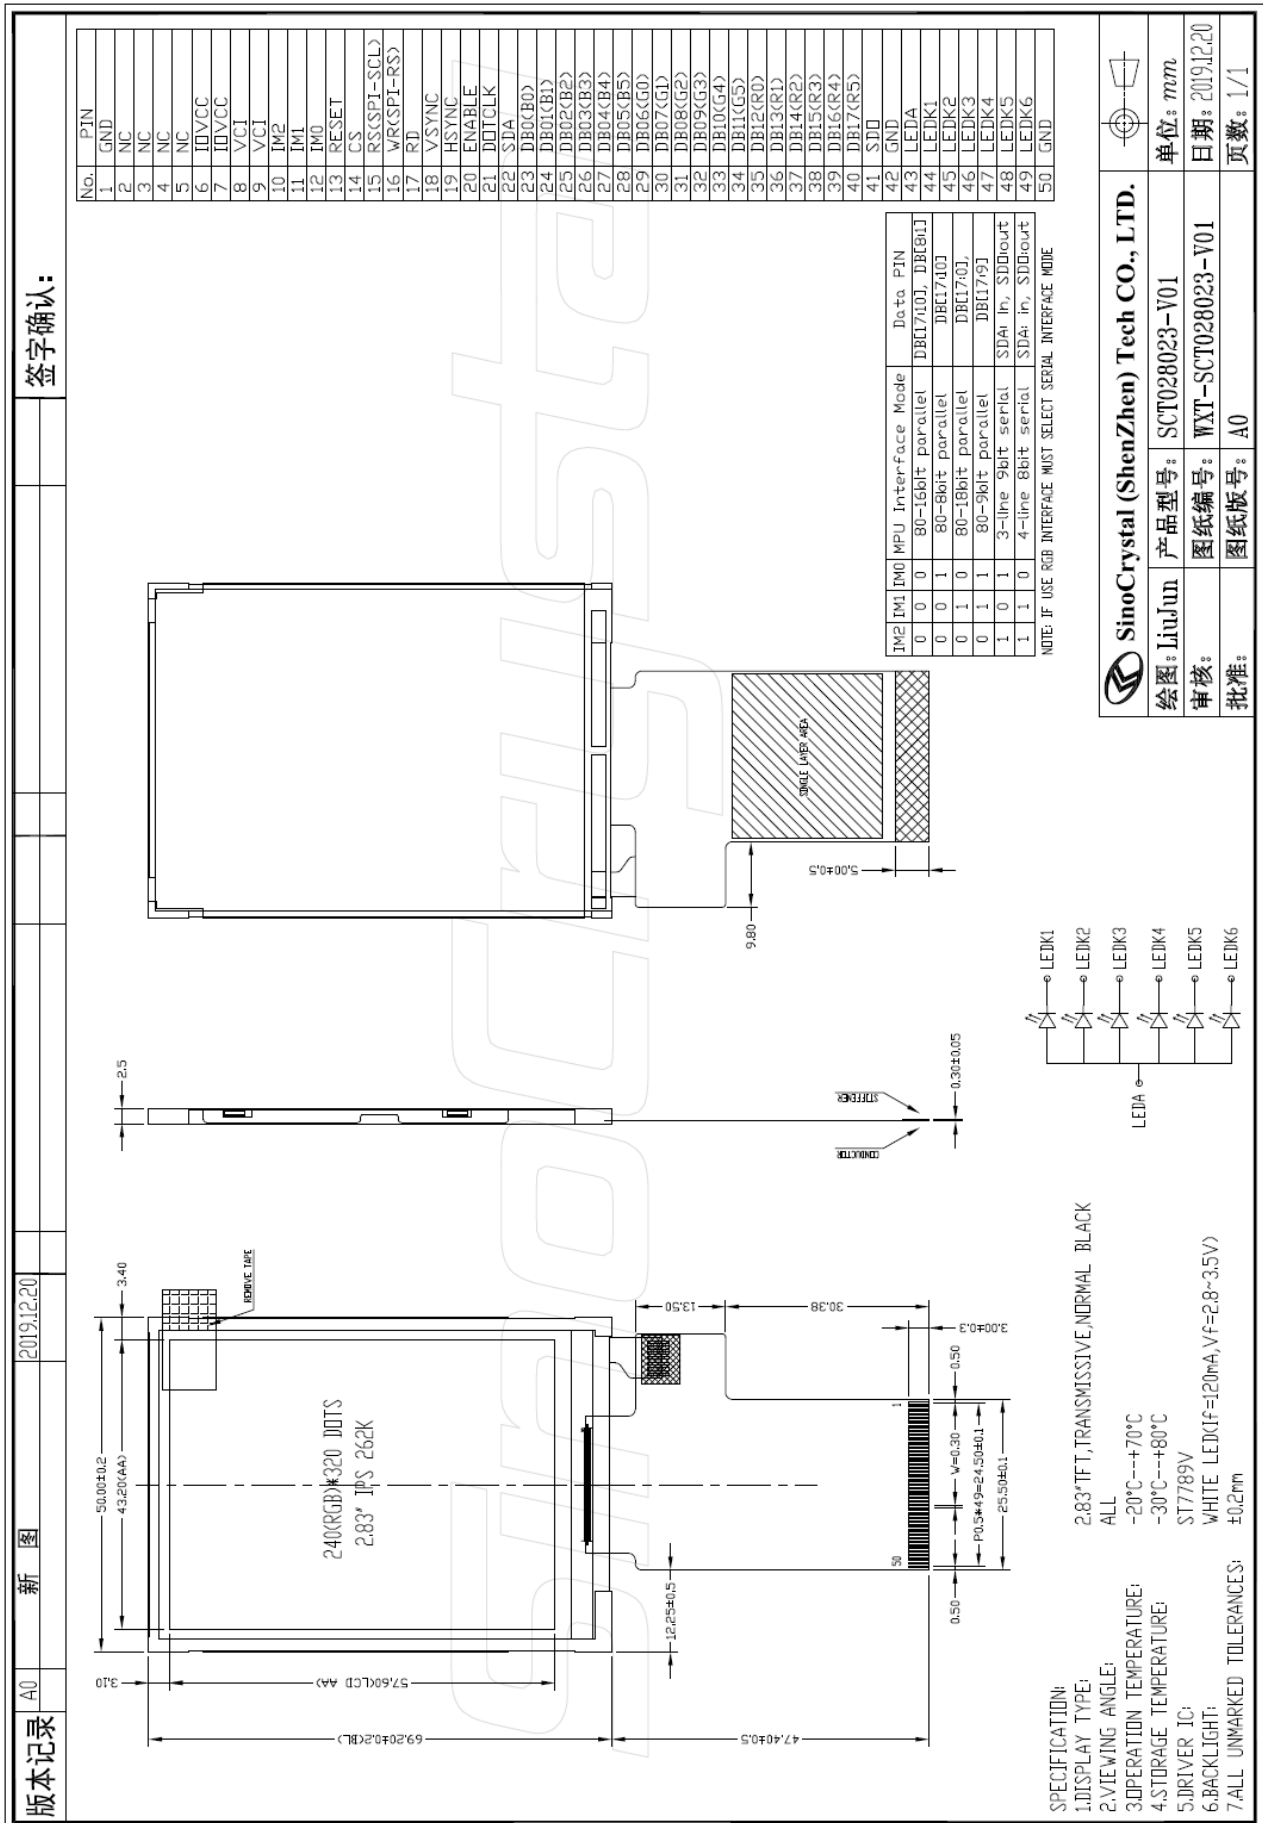 版本记录 A0 新 图 2019.12.20 签字确认:
50.00±0.2
43.20(AA)
3.40
3.10
57.60(LCD AA)
69.20±0.2(BL)
47.40±0.5
240(RGB)*320 DOTS
2.83" IPS 262K
REMOVE TAPE
12.25±0.5
13.50
30.38
3.00±0.3
50
1
0.50
W=0.30
0.50
P0.5*49=24.50±0.1
25.50±0.1
2.5
STIFFENER
CONDUCTOR
0.30±0.05
9.80
5.00±0.5
SINGLE LAYER AREA
No. PIN
1 GND
2 NC
3 NC
4 NC
5 NC
6 IOVCC
7 IOVCC
8 VCI
9 VCI
10 IM2
11 IM1
12 IM0
13 RESET
14 CS
15 RS(SPI-SCL)
16 WR(SPI-RS)
17 RD
18 VSYNC
19 HSYNC
20 ENABLE
21 DOTCLK
22 SDA
23 DB0(B0)
24 DB01(B1)
25 DB02(B2)
26 DB03(B3)
27 DB04(B4)
28 DB05(B5)
29 DB06(G0)
30 DB07(G1)
31 DB08(G2)
32 DB09(G3)
33 DB10(G4)
34 DB11(G5)
35 DB12(R0)
36 DB13(R1)
37 DB14(R2)
38 DB15(R3)
39 DB16(R4)
40 DB17(R5)
41 SDO
42 GND
43 LEDA
44 LEDK1
45 LEDK2
46 LEDK3
47 LEDK4
48 LEDK5
49 LEDK6
50 GND
IM2 IM1 IM0 MPU Interface Mode Data PIN
0 0 0 80-16bit parallel DB[17:10], DB[8:1]
0 0 1 80-8bit parallel DB[17:10]
0 1 0 80-18bit parallel DB[17:0],
0 1 1 80-9bit parallel DB[17:9]
1 0 1 3-line 9bit serial SDA: in, SDO:out
1 1 0 4-line 8bit serial SDA: in, SDO:out
NOTE: IF USE RGB INTERFACE MUST SELECT SERIAL INTERFACE MODE
SPECIFICATION:
1.DISPLAY TYPE: 2.83"TFT,TRANSMISSIVE,NORMAL BLACK
2.VIEWING ANGLE: ALL
3.OPERATION TEMPERATURE: -20°C--+70°C
4.STORAGE TEMPERATURE: -30°C--+80°C
5.DRIVER IC: ST7789V
6.BACKLIGHT: WHITE LED(If=120mA,Vf=2.8~3.5V)
7.ALL UNMARKED TOLERANCES: ±0.2mm
LEDA
LEDK1
LEDK2
LEDK3
LEDK4
LEDK5
LEDK6
SinoCrystal (ShenZhen) Tech CO., LTD.
绘图: LiuJun 产品型号: SCT028023-V01 单位: mm
审核: 图纸编号: WXT-SCT028023-V01 日期: 2019.12.20
批准: 图纸版号: A0 页数: 1/1
SinoCrystal